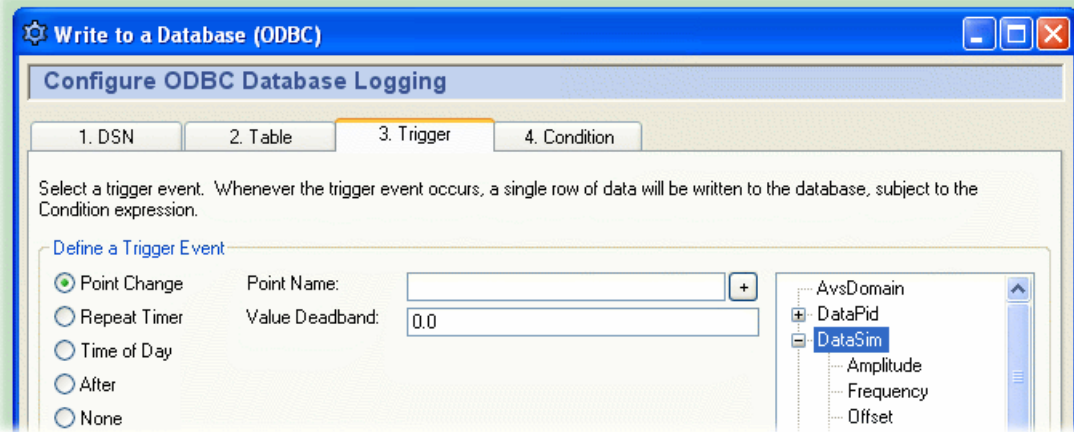 Write to a Database (ODBC)
Configure ODBC Database Logging
1. DSN 2. Table 3. Trigger 4. Condition
Select a trigger event. Whenever the trigger event occurs, a single row of data will be written to the database, subject to the
Condition expression.
Define a Trigger Event
Point Change Point Name: + AvsDomain
Repeat Timer Value Deadband: 0.0 DataPid
Time of Day DataSim
After Amplitude
Frequency
None Offset